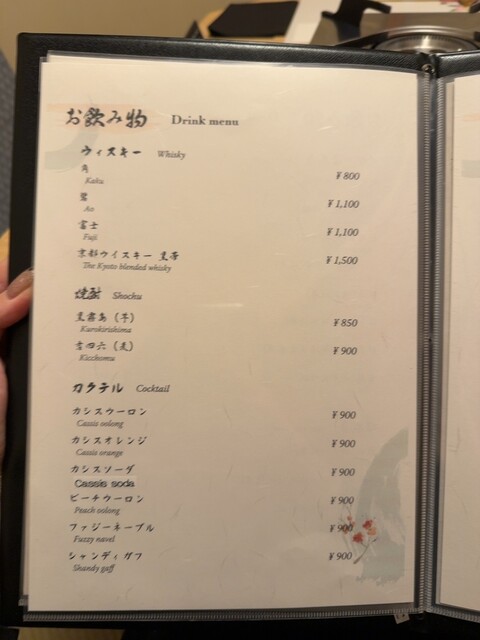 お飲み物 Drink menu
ウィスキー Whisky
角 ¥800
Kaku
碧 ¥1,100
Ao
富士 ¥1,100
Fuji
京都ウイスキー 黒帯 ¥1,500
The Kyoto blended whisky
焼酎 Shochu
黒霧島（芋） ¥850
Kurokirishima
吉四六（麦） ¥900
Kicchomu
カクテル Cocktail
カシスウーロン ¥900
Cassis oolong
カシスオレンジ ¥900
Cassis orange
カシスソーダ ¥900
Cassis soda
ピーチウーロン ¥900
Peach oolong
ファジーネーブル ¥900
Fuzzy navel
シャンディガフ ¥900
Shandy gaff